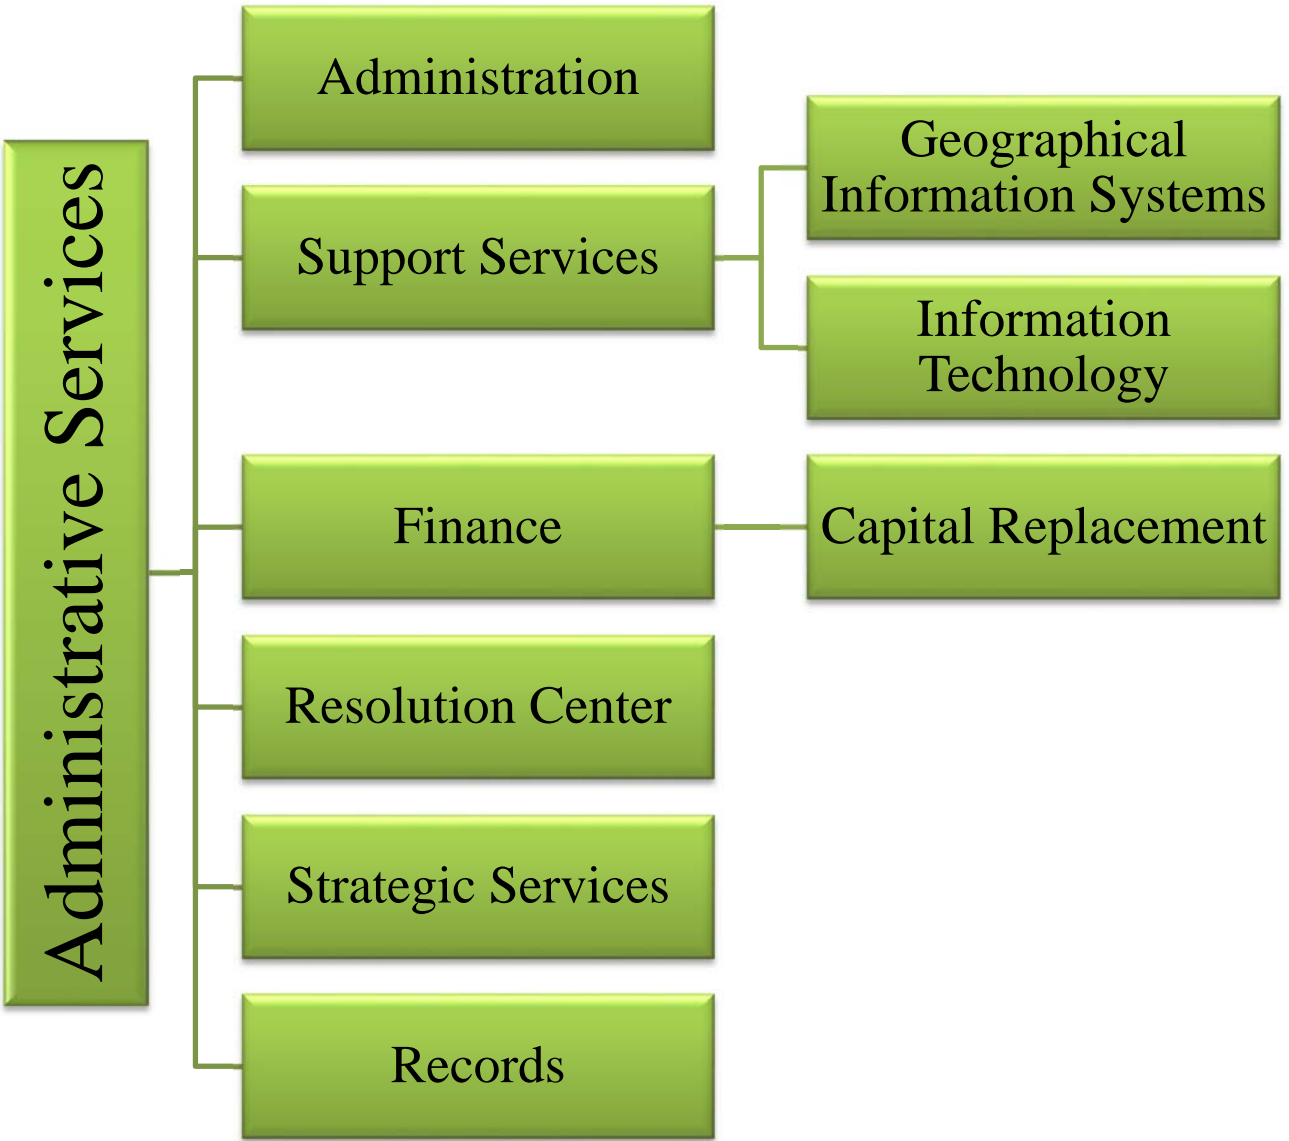 Administrative Services
Administration
Support Services
Geographical
Information Systems
Information
Technology
Finance
Capital Replacement
Resolution Center
Strategic Services
Records